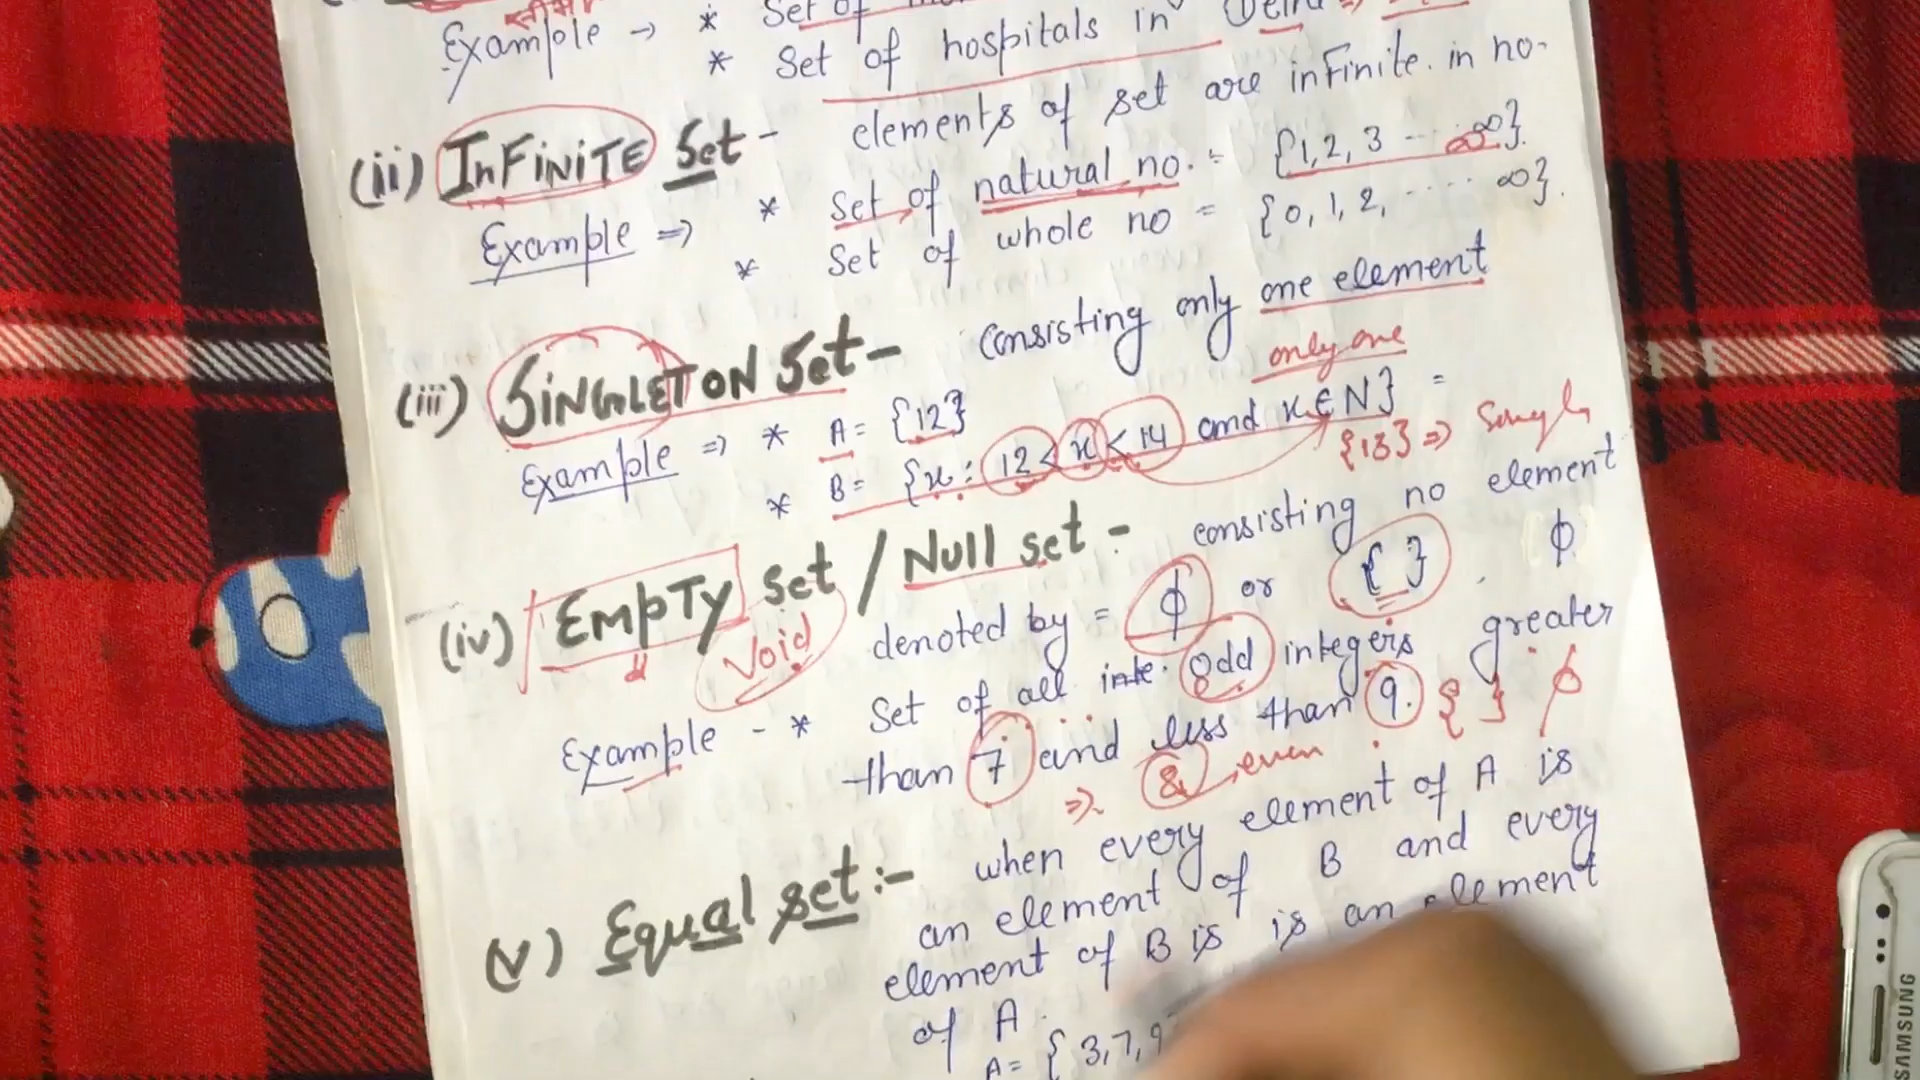 Example → * Set of
* Set of hospitals in Delhi ⇒
(ii) InFiNiTE Set - elements of set are infinite. in no.
Example ⇒ * Set of natural no. = {1, 2, 3 ---- ∞}.
* Set of whole no = {0, 1, 2, ..... ∞}.
(iii) SiNGLETON Set - consisting only one element
only one
Example ⇒ * A = {12}
* B = {x : 12 < x < 14 and x ∈ N} =
{13} ⇒
(iv) EmpTy set / Null set - consisting no element
Void
denoted by = ϕ or { } . ϕ
Example - * Set of all inte. odd integers greater
than 7 and less than 9. { } ϕ
⇒ 8 even
(v) Equal set :- when every element of A is
an element of B and every
element of B is is an element
of A.
A = { 3, 7, 9
SAMSUNG